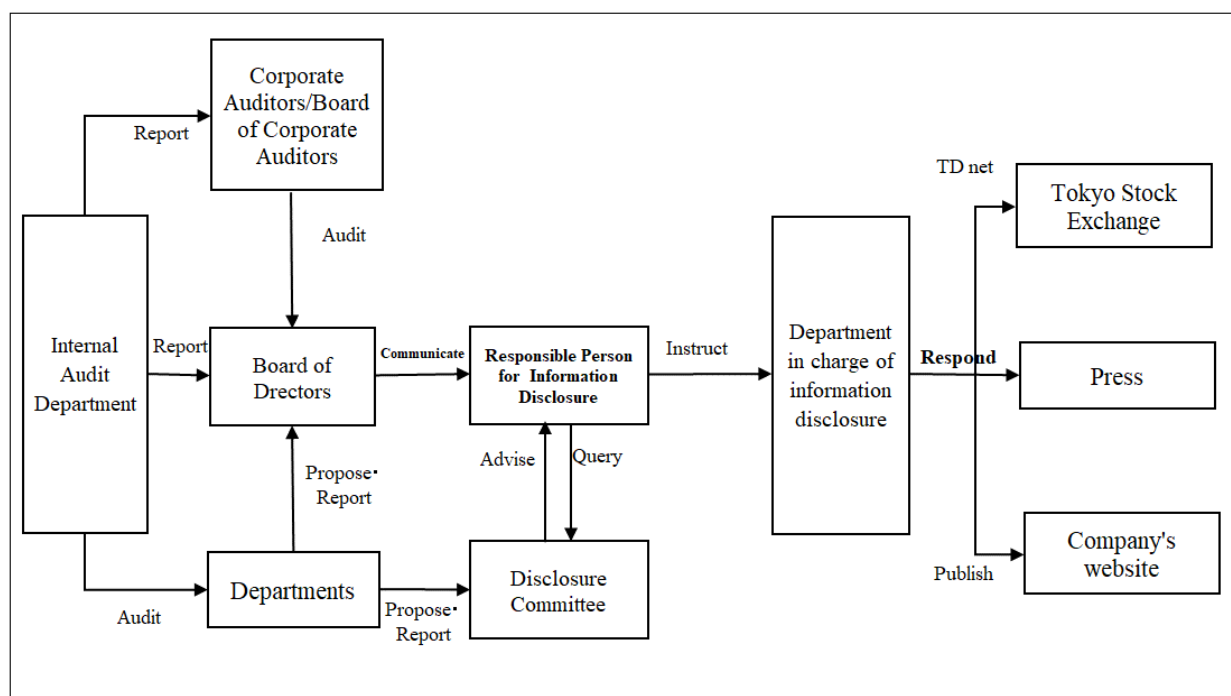 Corporate
Auditors/Board
of Corporate
Auditors
Report
TD net
Tokyo Stock
Exchange
Audit
Internal
Audit
Department
Report
Board of
Drectors
Communicate
Responsible Person
for Information
Disclosure
Instruct
Department
in charge of
information
disclosure
Respond
Press
Propose・
Report
Advise
Query
Audit
Departments
Propose・
Report
Disclosure
Committee
Publish
Company's
website